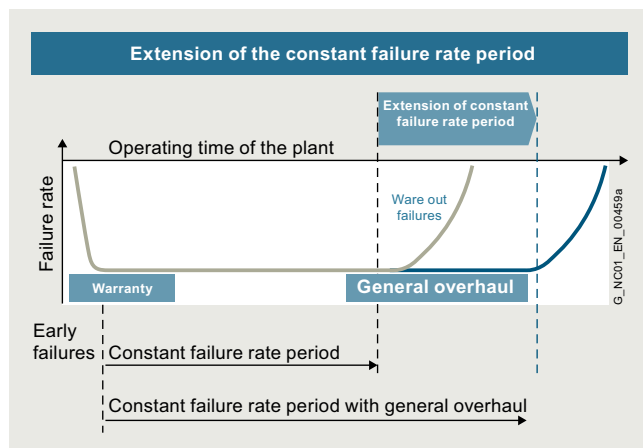 Extension of the constant failure rate period
Extension of constant
failure rate period
Operating time of the plant
Failure rate
Ware out
failures
G_NC01_EN_00459a
Warranty
General overhaul
Early
failures
Constant failure rate period
Constant failure rate period with general overhaul